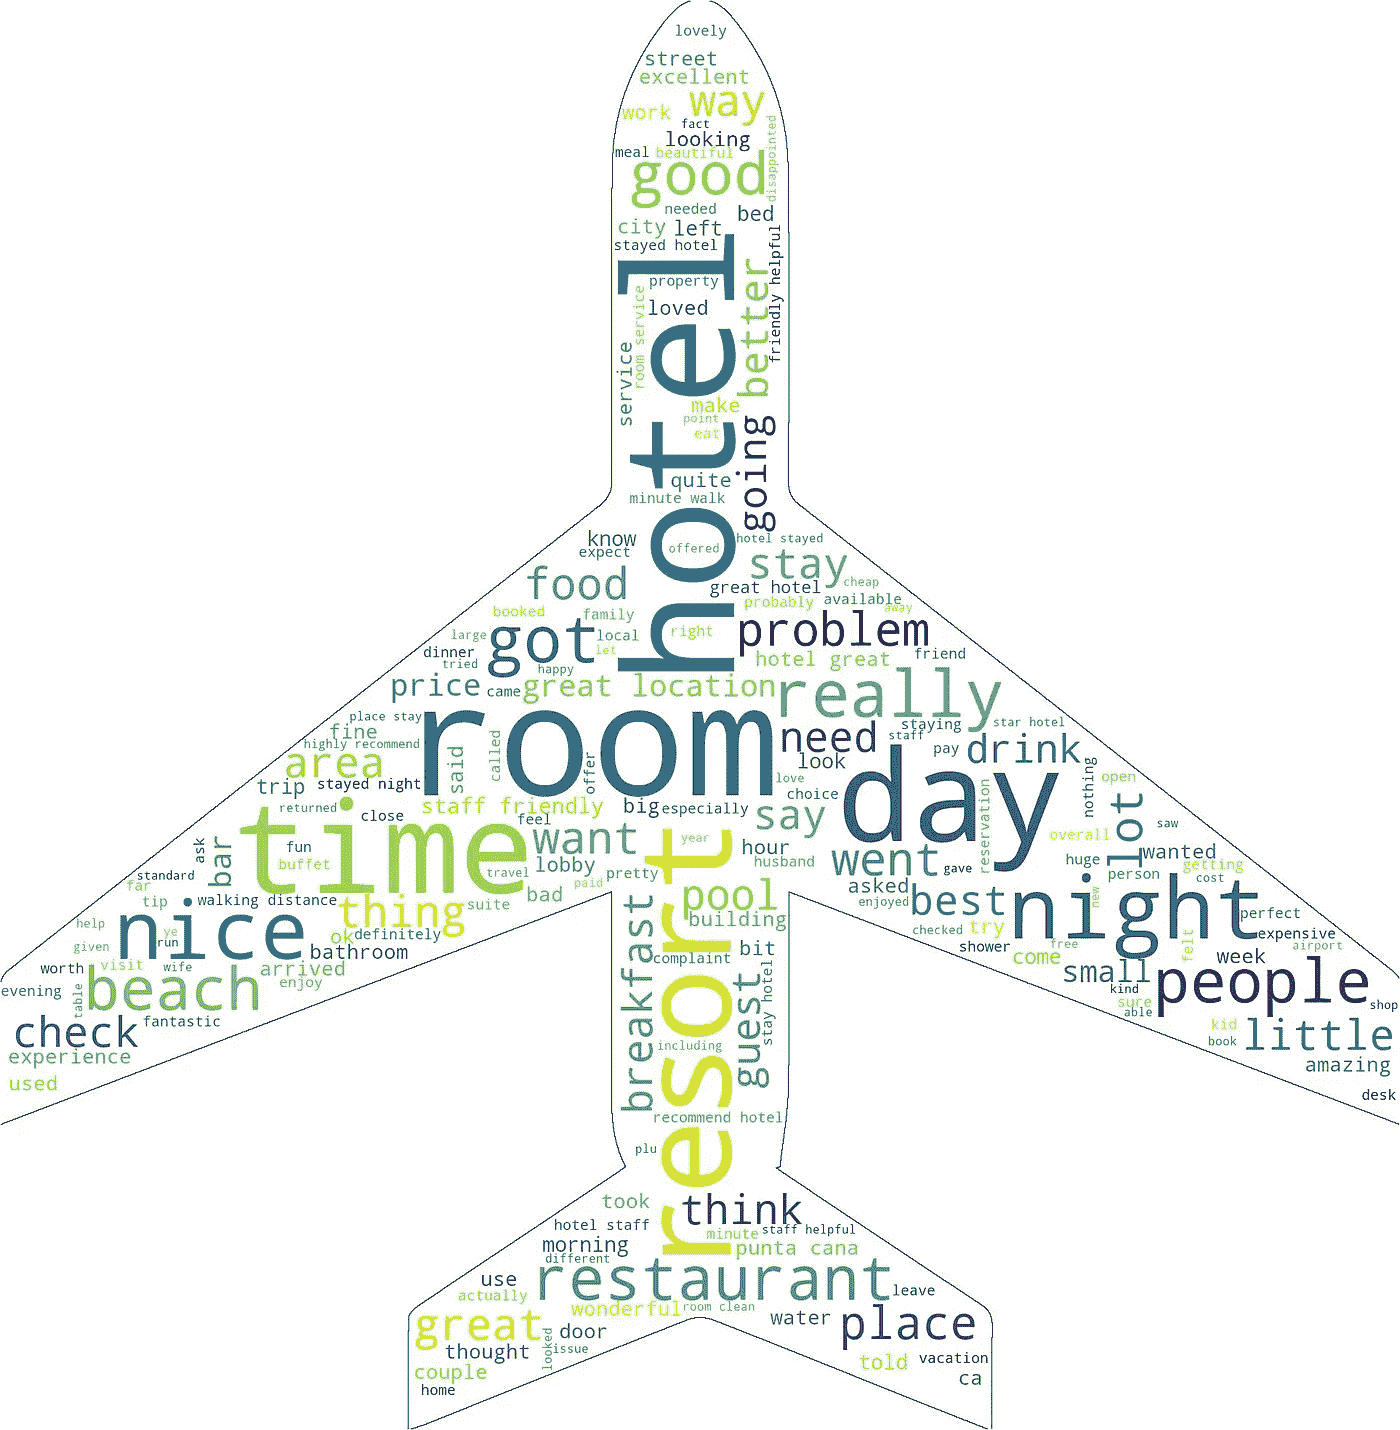 lovely
street
excellent
way
work
fact
looking
disappointed
meal
beautiful
good
needed
bed
city
left
friendly helpful
stayed hotel
hotel
property
better
room service
loved
service
make
point
going
eat
quite
minute walk
know
hotel stayed
offered
expect
stay
food
great hotel
cheap
booked
probably
available
family
away
right
problem
large
got
local
let
dinner
hotel great
friend
tried
happy
price
came
great location
really
place stay
staying
star hotel
fine
need
staff
highly recommend
said
called
pay
drink
area
offer
room
look
nothing
open
trip
stayed night
love
day
choice
returned
staff friendly
big
especially
reservation
lot
close
feel
say
saw
time
want
year
overall
resort
ask
fun
hour
wanted
bar
buffet
lobby
husband
went
huge
getting
standard
travel
pretty
gave
person
cost
far
paid
asked
new
walking distance
bad
pool
best
night
tip
suite
enjoyed
nice
thing
building
perfect
help
ye
ok
definitely
checked
try
expensive
given
run
bathroom
breakfast
bit
shower
free
felt
airport
worth
visit
wife
arrived
complaint
guest
stay hotel
come
week
evening
table
beach
enjoy
small
kind
people
sure
shop
check
fantastic
able
kid
little
experience
including
book
used
amazing
desk
recommend hotel
plu
took
think
hotel staff
minute
staff helpful
morning
punta cana
different
use
restaurant
actually
leave
wonderful
room clean
great
door
water
place
thought
looked
issue
couple
told
vacation
home
ca